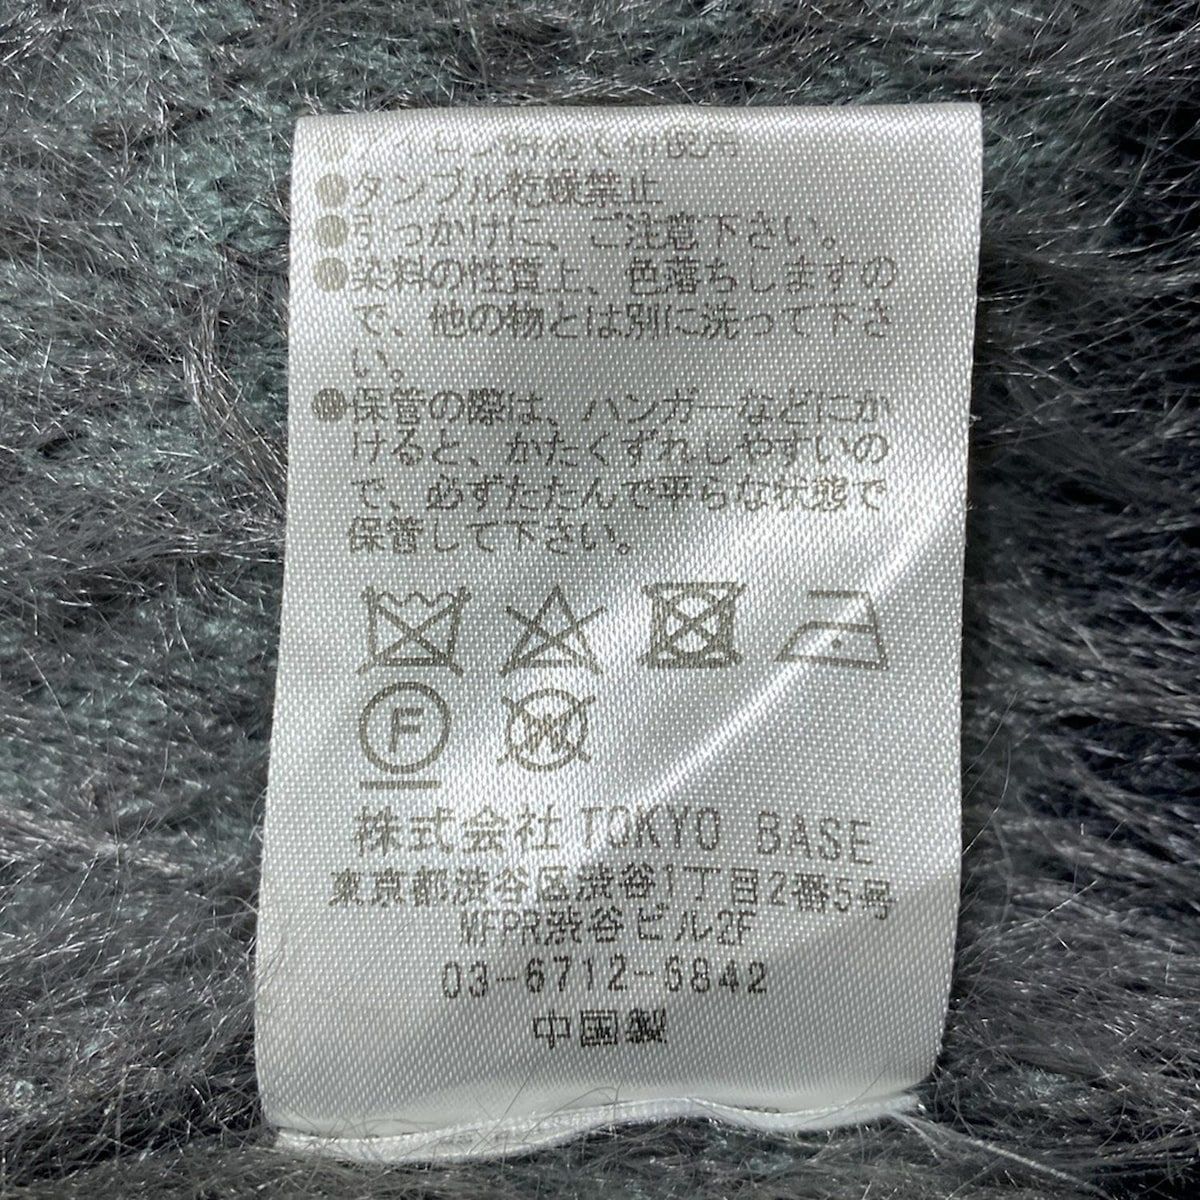 ●タンブル乾燥禁止
●引っかけに、ご注意下さい。
●染料の性質上、色落ちしますの
で、他の物とは別に洗って下さ
い。
●保管の際は、ハンガーなどにか
けると、かたくずれしやすいの
で、必ずたたんで平らな状態で
保管して下さい。
F
株式会社 TOKYO BASE
東京都渋谷区渋谷1丁目2番5号
MFPR渋谷ビル2F
03-6712-6842
中国製